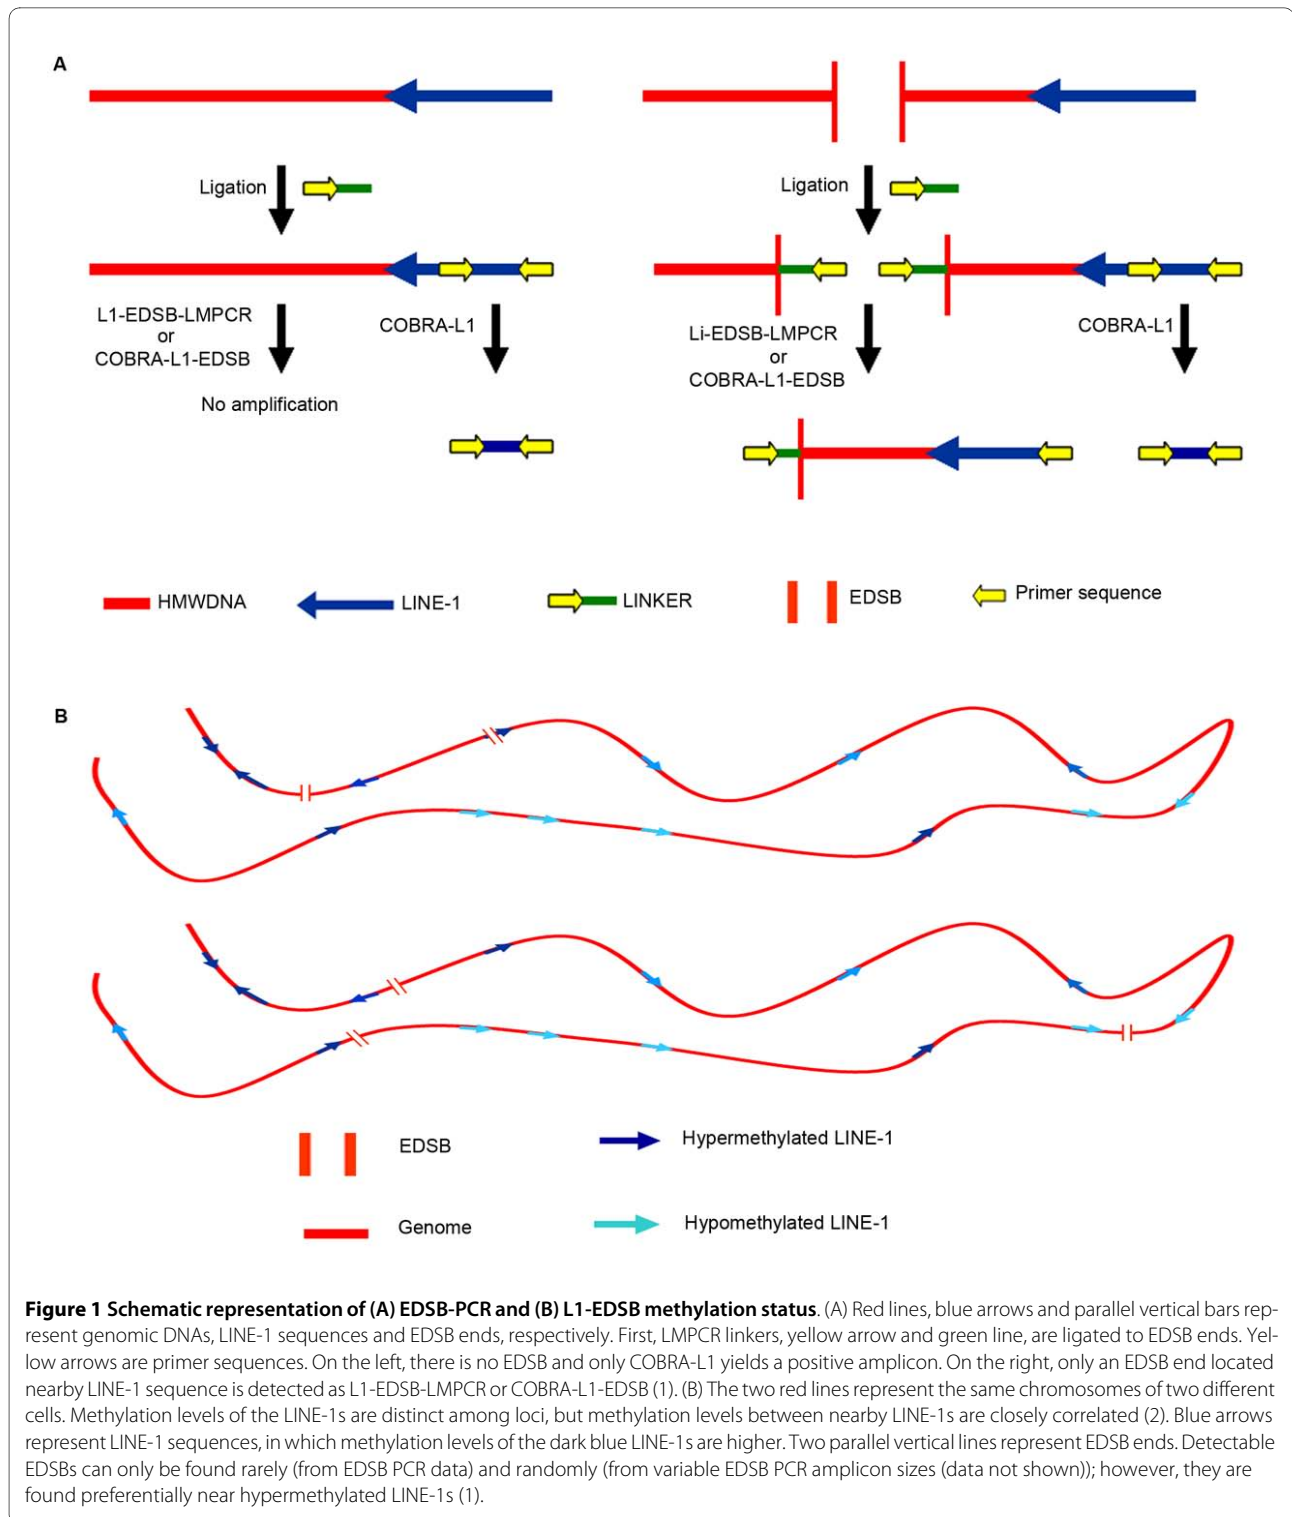 A
Ligation
Ligation
L1-EDSB-LMPCR
or
COBRA-L1-EDSB
COBRA-L1
Li-EDSB-LMPCR
or
COBRA-L1-EDSB
COBRA-L1
No amplification
HMWDNA
LINE-1
LINKER
EDSB
Primer sequence
B
EDSB
Hypermethylated LINE-1
Genome
Hypomethylated LINE-1
Figure 1 Schematic representation of (A) EDSB-PCR and (B) L1-EDSB methylation status. (A) Red lines, blue arrows and parallel vertical bars rep-
resent genomic DNAs, LINE-1 sequences and EDSB ends, respectively. First, LMPCR linkers, yellow arrow and green line, are ligated to EDSB ends. Yel-
low arrows are primer sequences. On the left, there is no EDSB and only COBRA-L1 yields a positive amplicon. On the right, only an EDSB end located
nearby LINE-1 sequence is detected as L1-EDSB-LMPCR or COBRA-L1-EDSB (1). (B) The two red lines represent the same chromosomes of two different
cells. Methylation levels of the LINE-1s are distinct among loci, but methylation levels between nearby LINE-1s are closely correlated (2). Blue arrows
represent LINE-1 sequences, in which methylation levels of the dark blue LINE-1s are higher. Two parallel vertical lines represent EDSB ends. Detectable
EDSBs can only be found rarely (from EDSB PCR data) and randomly (from variable EDSB PCR amplicon sizes (data not shown)); however, they are
found preferentially near hypermethylated LINE-1s (1).